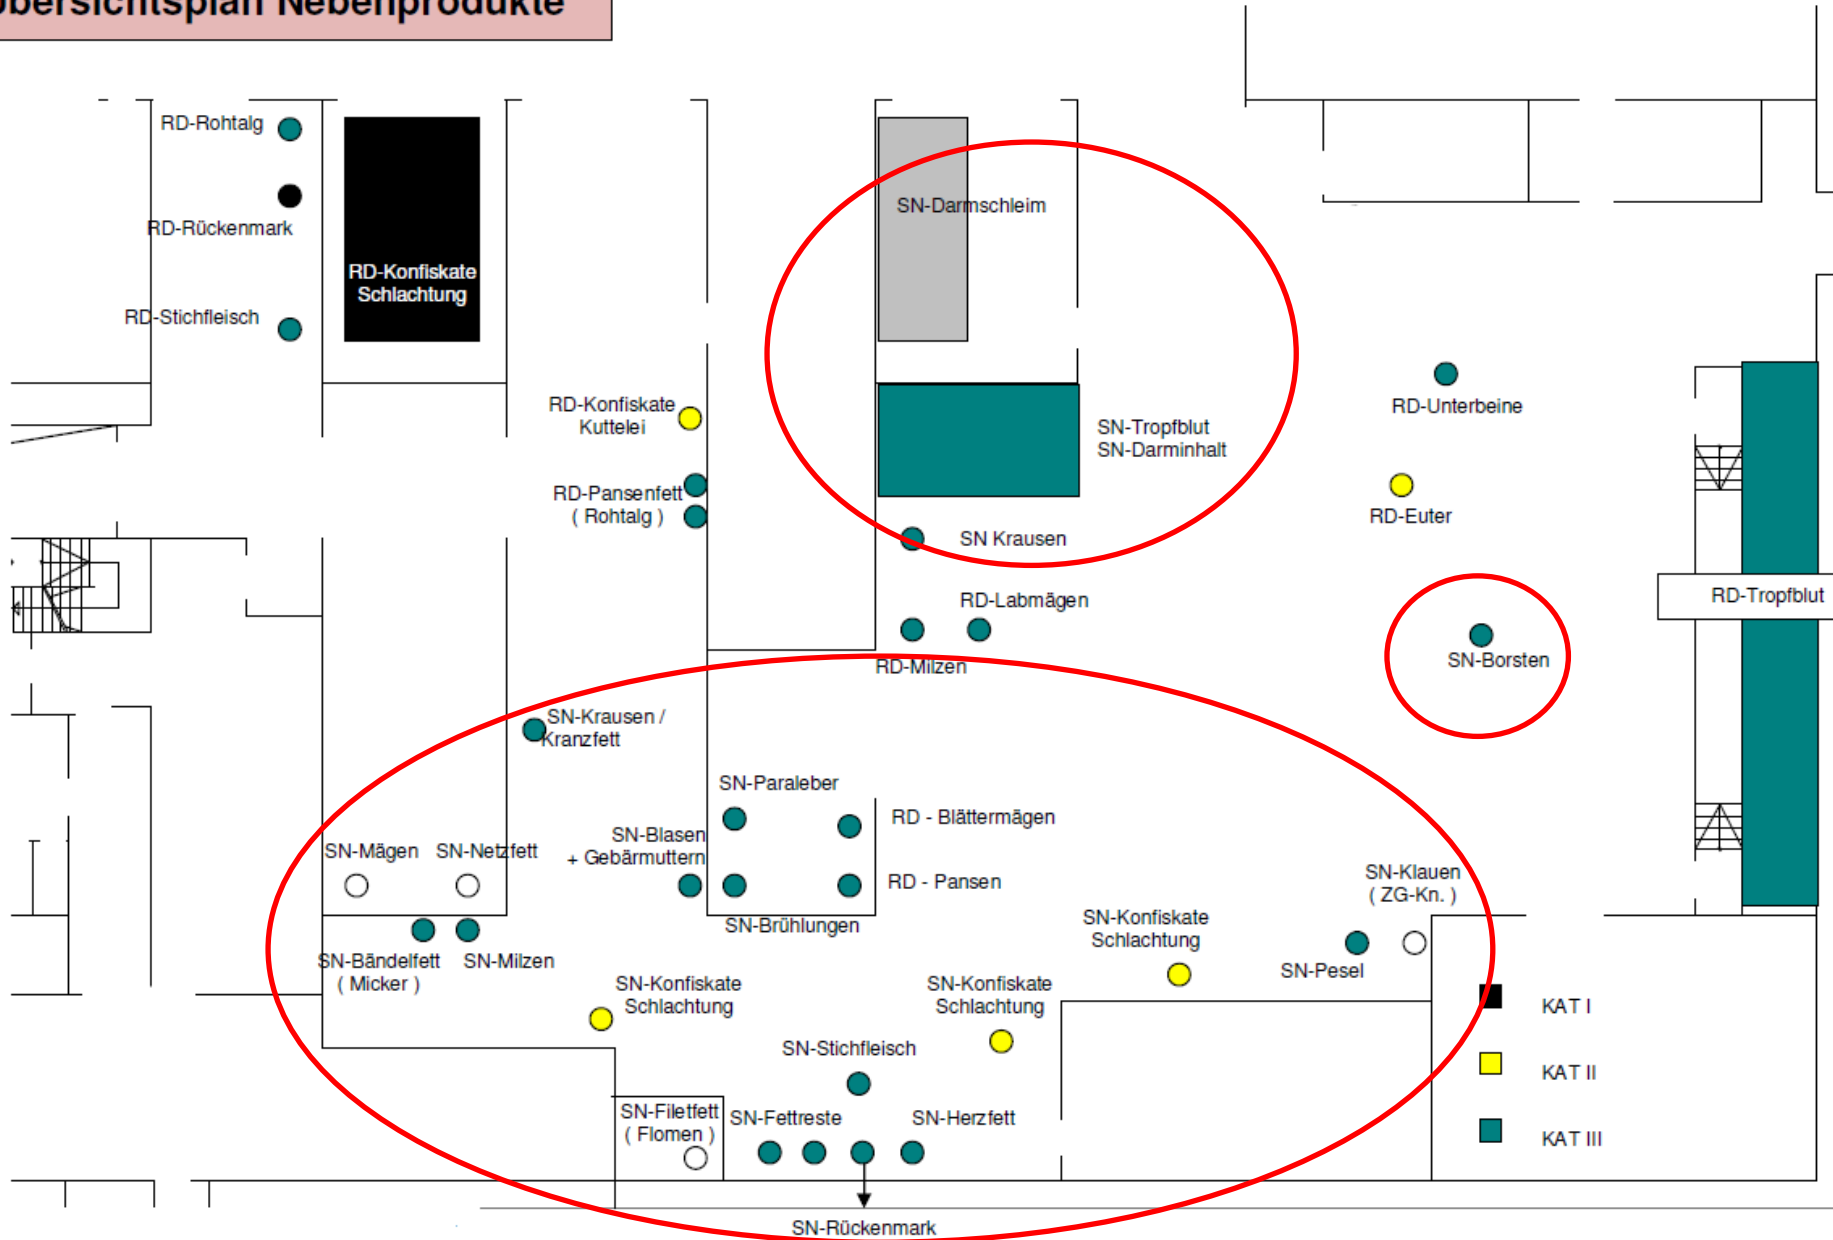 Übersichtsplan Nebenprodukte
RD-Rohtalg
RD-Rückenmark
RD-Konfiskate
Schlachtung
RD-Stichfleisch
SN-Darmschleim
RD-Konfiskate
Kuttelei
SN-Tropfblut
SN-Darminhalt
RD-Unterbeine
RD-Pansenfett
( Rohtalg )
RD-Euter
SN Krausen
RD-Labmägen
RD-Tropfblut
RD-Milzen
SN-Borsten
SN-Krausen /
Kranzfett
SN-Paraleber
RD - Blättermägen
SN-Blasen
+ Gebärmuttern
SN-Mägen
SN-Netzfett
RD - Pansen
SN-Klauen
( ZG-Kn. )
SN-Brühlungen
SN-Konfiskate
Schlachtung
SN-Bändelfett
( Micker )
SN-Milzen
SN-Pesel
SN-Konfiskate
Schlachtung
SN-Konfiskate
Schlachtung
SN-Stichfleisch
KAT I
KAT II
KAT III
SN-Filetfett
( Flomen )
SN-Fettreste
SN-Herzfett
SN-Rückenmark